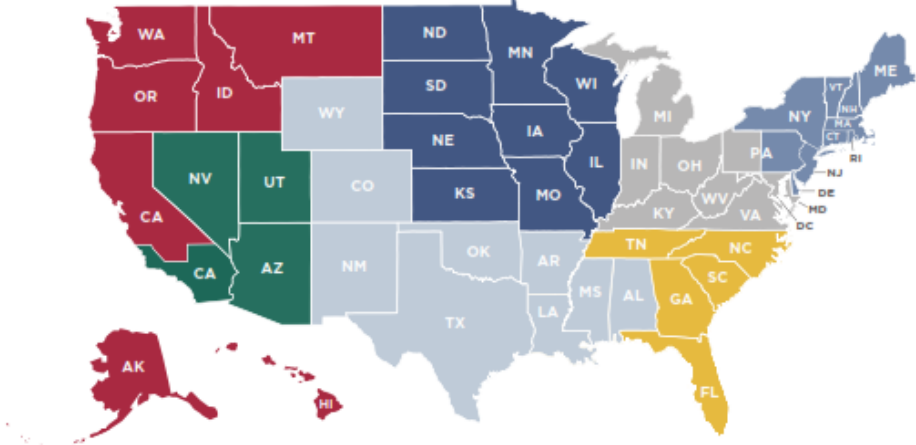 WA
MT
ND
MN
OR
ID
SD
WI
ME
WY
NE
IA
MI
NY
VT
NH
MA
CT
RI
NV
UT
CO
KS
MO
IL
IN
OH
PA
NJ
DE
MD
DC
WV
VA
KY
CA
CA
AZ
NM
OK
AR
TN
NC
SC
TX
LA
MS
AL
GA
FL
AK
HI